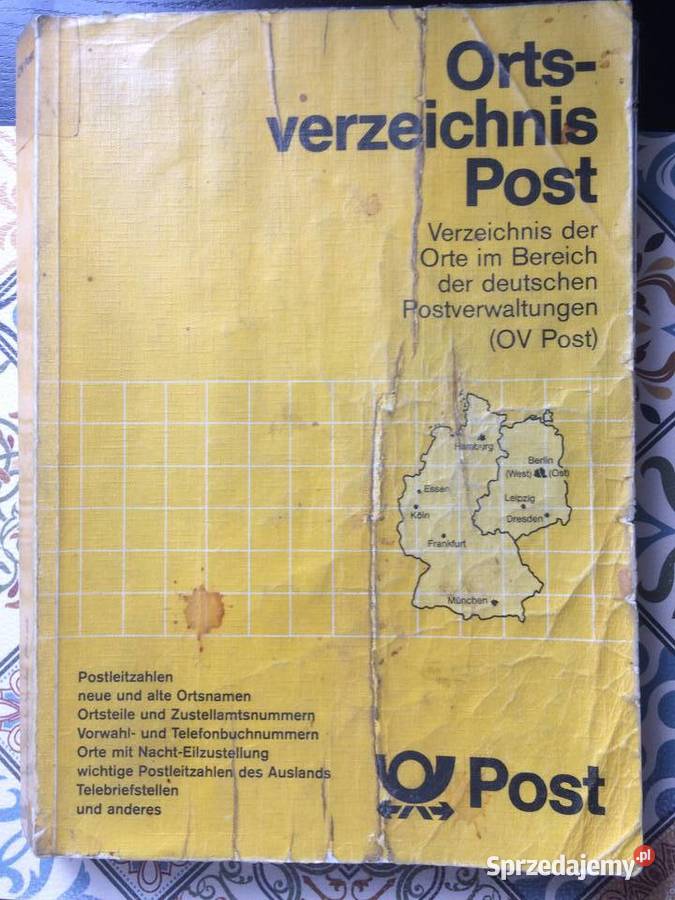 Orts-
verzeichnis
Post
Verzeichnis der
Orte im Bereich
der deutschen
Postverwaltungen
(OV Post)
Hamburg
Berlin
(West) (Ost)
Essen
Leipzig
Köln
Dresden
Frankfurt
München
Postleitzahlen
neue und alte Ortsnamen
Ortsteile und Zustellamtsnummern
Vorwahl- und Telefonbuchnummern
Orte mit Nacht-Eilzustellung
wichtige Postleitzahlen des Auslands
Telebriefstellen
und anderes
Post
Sprzedajemy.pl